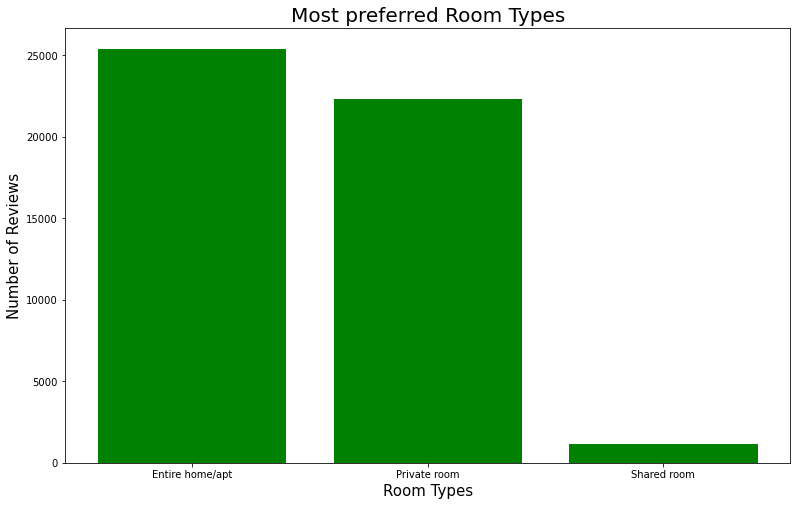 Most preferred Room Types
Number of Reviews
25000
20000
15000
10000
5000
0
Entire home/apt
Private room
Shared room
Room Types